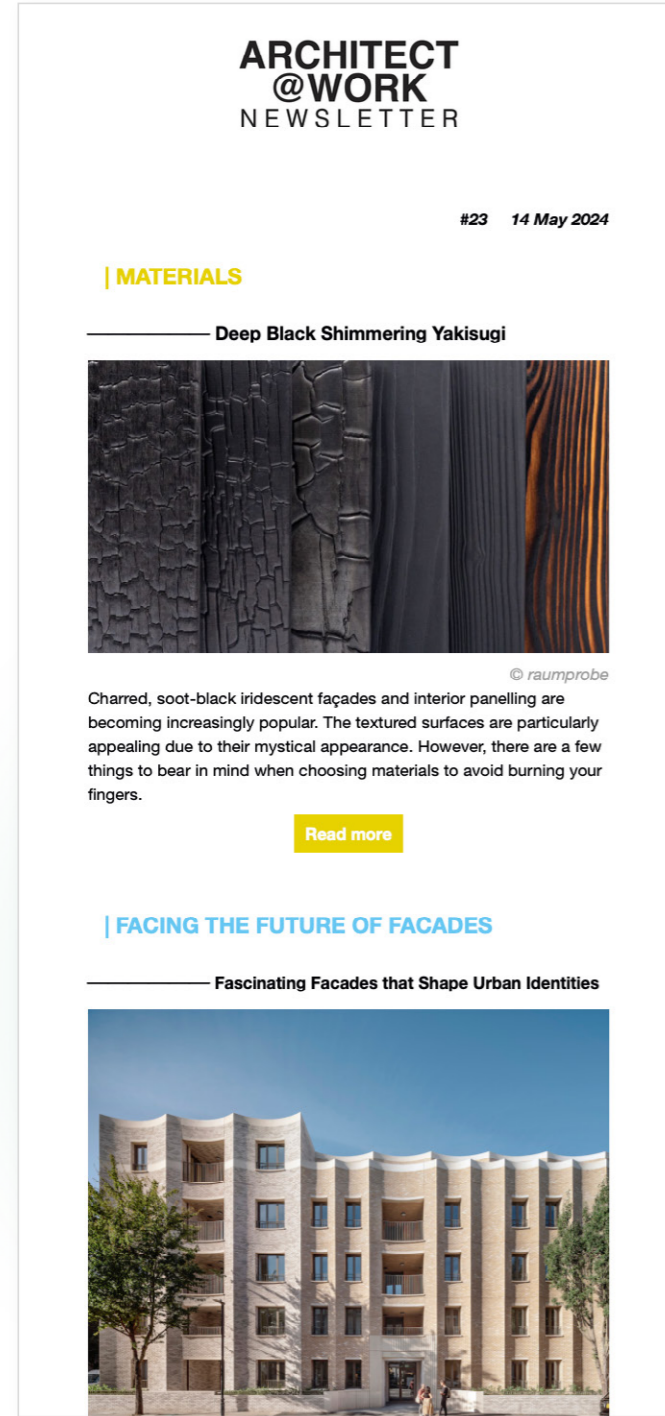 ARCHITECT
@WORK
NEWSLETTER
#23 14 May 2024
| MATERIALS
Deep Black Shimmering Yakisugi
© raumprobe
Charred, soot-black iridescent façades and interior panelling are
becoming increasingly popular. The textured surfaces are particularly
appealing due to their mystical appearance. However, there are a few
things to bear in mind when choosing materials to avoid burning your
fingers.
Read more
| FACING THE FUTURE OF FACADES
Fascinating Facades that Shape Urban Identities